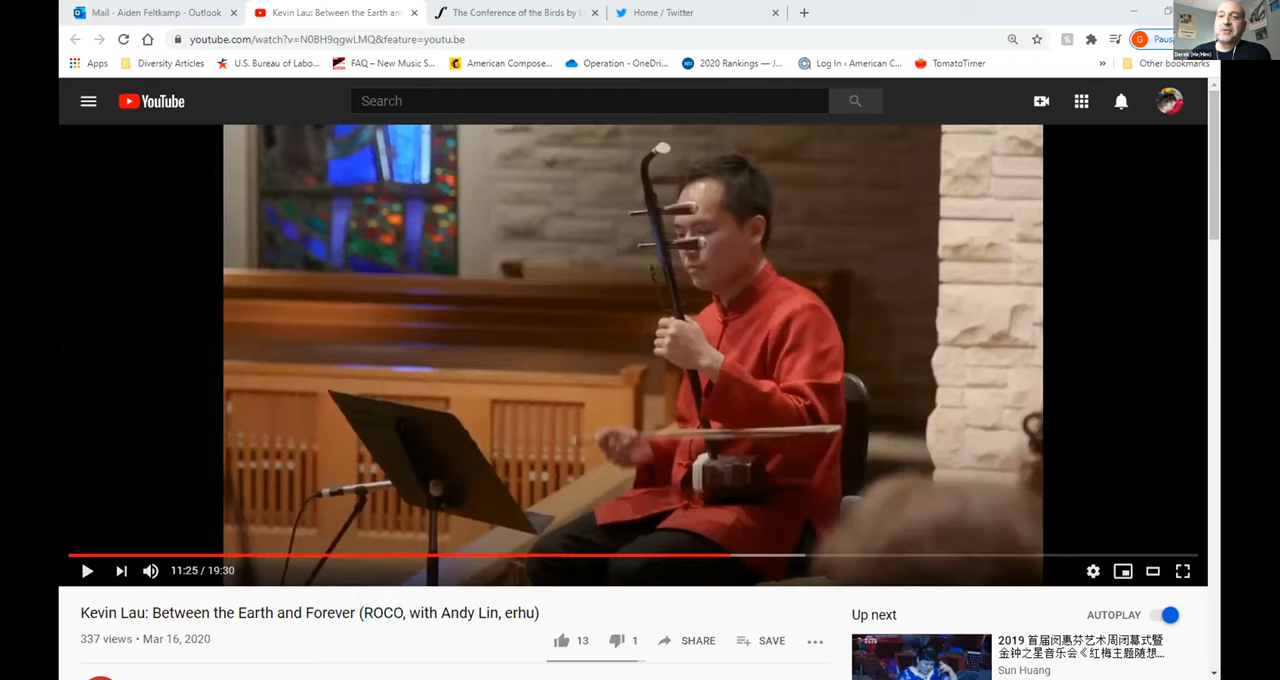 Mail - Aiden Feltkamp - Outlook
Kevin Lau: Between the Earth an
The Conference of the Birds by L
Home / Twitter
youtube.com/watch?v=N0BH9qgwLMQ&feature=youtu.be
G
Paus
Derek (He/Him)
Apps
Diversity Articles
U.S. Bureau of Labo...
FAQ – New Music S...
American Compose...
Operation - OneDri...
2020 Rankings — J...
Log In ‹ American C...
TomatoTimer
»
Other bookmarks
YouTube
Search
11:25 / 19:30
Kevin Lau: Between the Earth and Forever (ROCO, with Andy Lin, erhu)
337 views • Mar 16, 2020
13
1
SHARE
SAVE
Up next
AUTOPLAY
2019 首届闵惠芬艺术周闭幕式暨
金钟之星音乐会《红梅主题随想...
Sun Huang